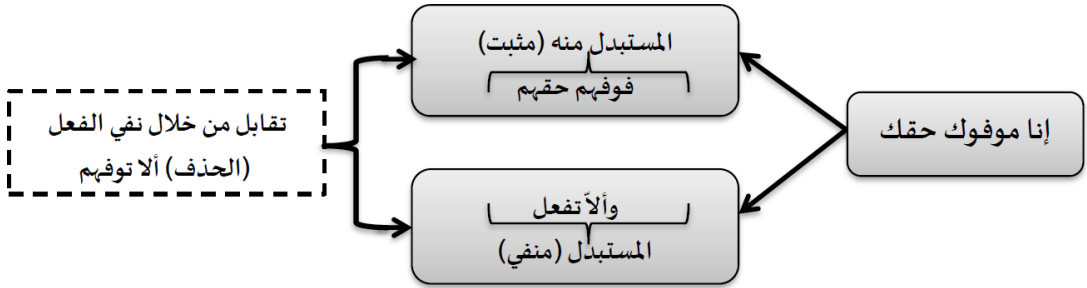 إنا موفوك حقك
المستبدل منه (مثبت)
فوفهم حقهم
وألاّ تفعل
المستبدل (منفي)
تقابل من خلال نفي الفعل
(الحذف) ألا توفهم